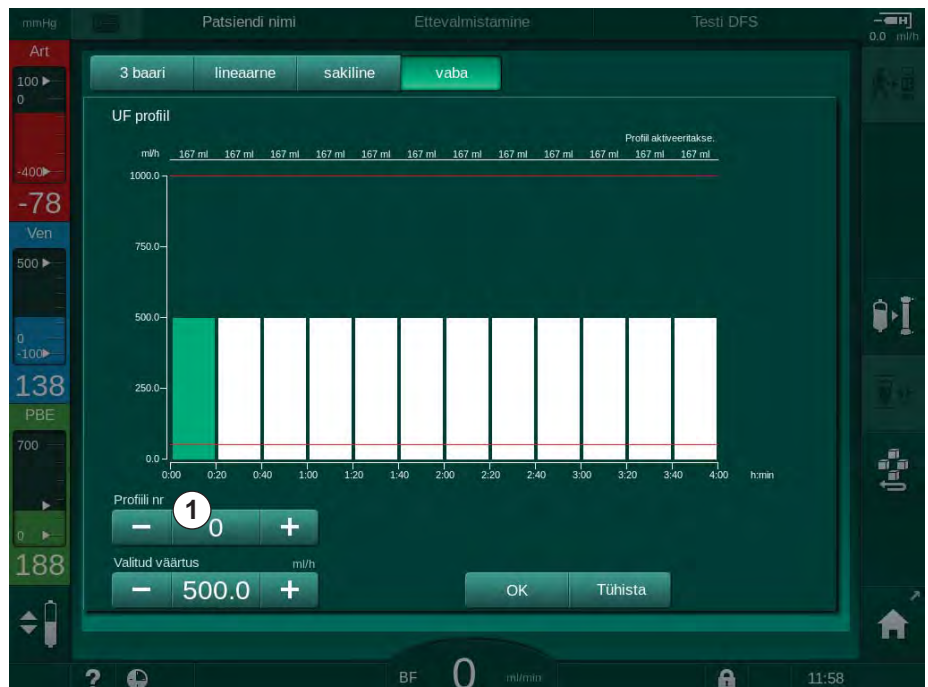 mmHg Patsiendi nimi Ettevalmistamine Testi DFS
0.0 ml/h
Art
100
0
-400
-78
Ven
500
0
-100
138
PBE
700
0
188
3 baari lineaarne sakiline vaba
UF profiil
Profiil aktiveeritakse.
ml/h 167 ml 167 ml 167 ml 167 ml 167 ml 167 ml 167 ml 167 ml 167 ml 167 ml 167 ml 167 ml
1000.0
750.0
500.0
250.0
0.0
0:00 0:20 0:40 1:00 1:20 1:40 2:00 2:20 2:40 3:00 3:20 3:40 4:00 h:min
Profiili nr
1
− 0 +
Valitud väärtus ml/h
− 500.0 + OK Tühista
? BF 0 ml/min 11:58